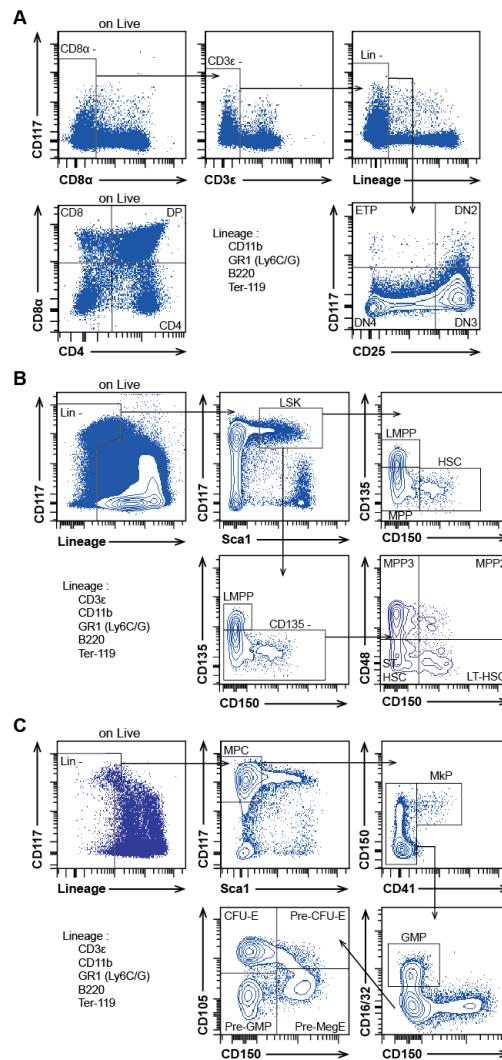 A
on Live
CD8α -
CD3ε -
Lin -
CD117
CD8α
CD3ε
Lineage
on Live
CD8
DP
CD4
CD8α
CD4
Lineage :
CD11b
GR1 (Ly6C/G)
B220
Ter-119
ETP
DN2
DN4
DN3
CD117
CD25
B
on Live
Lin -
CD117
Lineage
LSK
CD117
Sca1
LMPP
HSC
MPP
CD135
CD150
Lineage :
CD3ε
CD11b
GR1 (Ly6C/G)
B220
Ter-119
LMPP
CD135 -
CD135
CD150
MPP3
MPP2
ST-
HSC
LT-HSC
CD48
CD150
C
on Live
Lin -
CD117
Lineage
MPC
CD117
Sca1
MkP
CD150
CD41
Lineage :
CD3ε
CD11b
GR1 (Ly6C/G)
B220
Ter-119
CFU-E
Pre-CFU-E
Pre-GMP
Pre-MegE
CD105
CD150
GMP
CD16/32
CD150